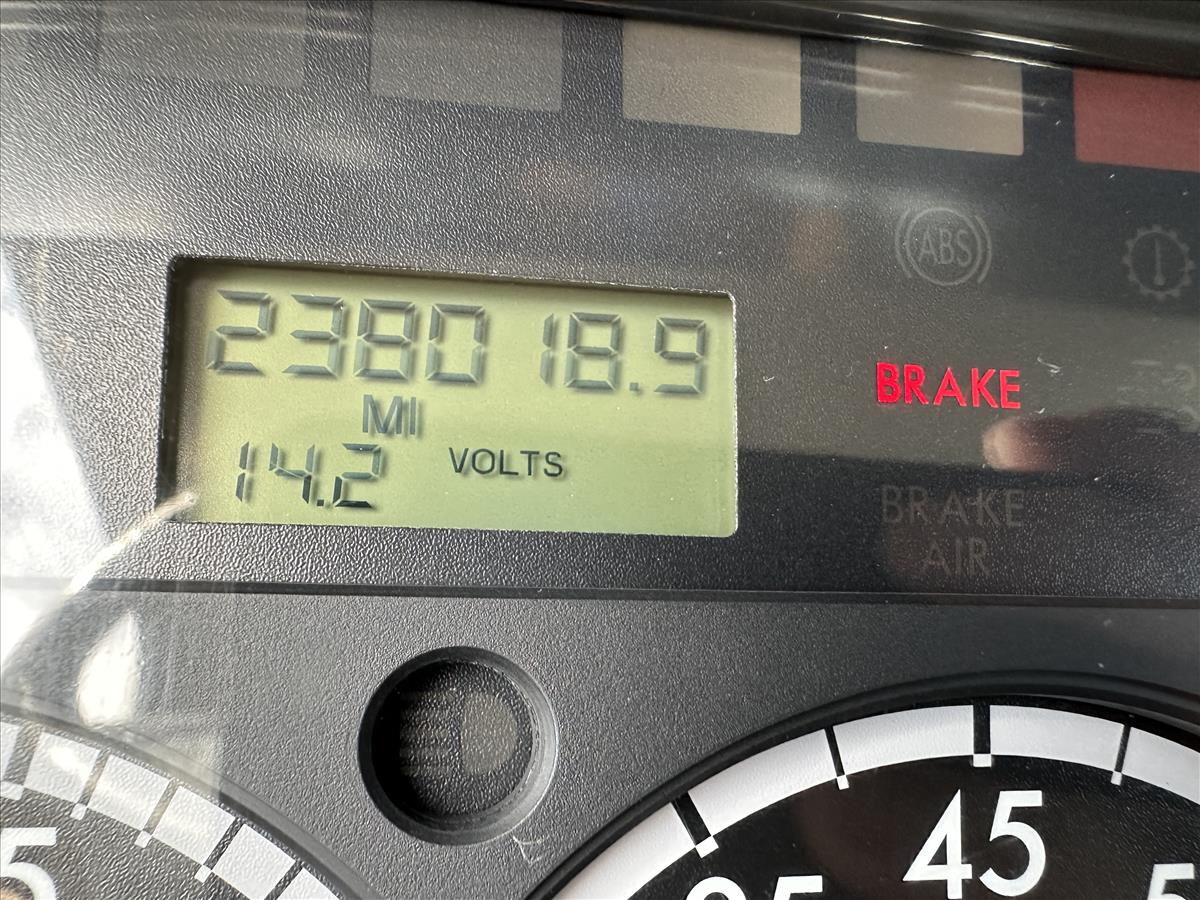 238018.9
MI
14.2 VOLTS
ABS
BRAKE
BRAKE
AIR
45